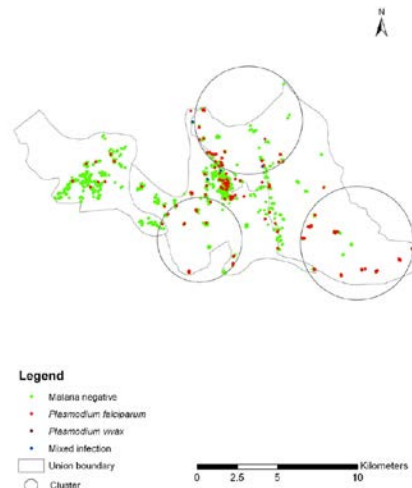 N
Legend
Malaria negative
Plasmodium falciparum
Plasmodium vivax
Mixed infection
Union boundary
Cluster
Kilometers
0 2.5 5 10